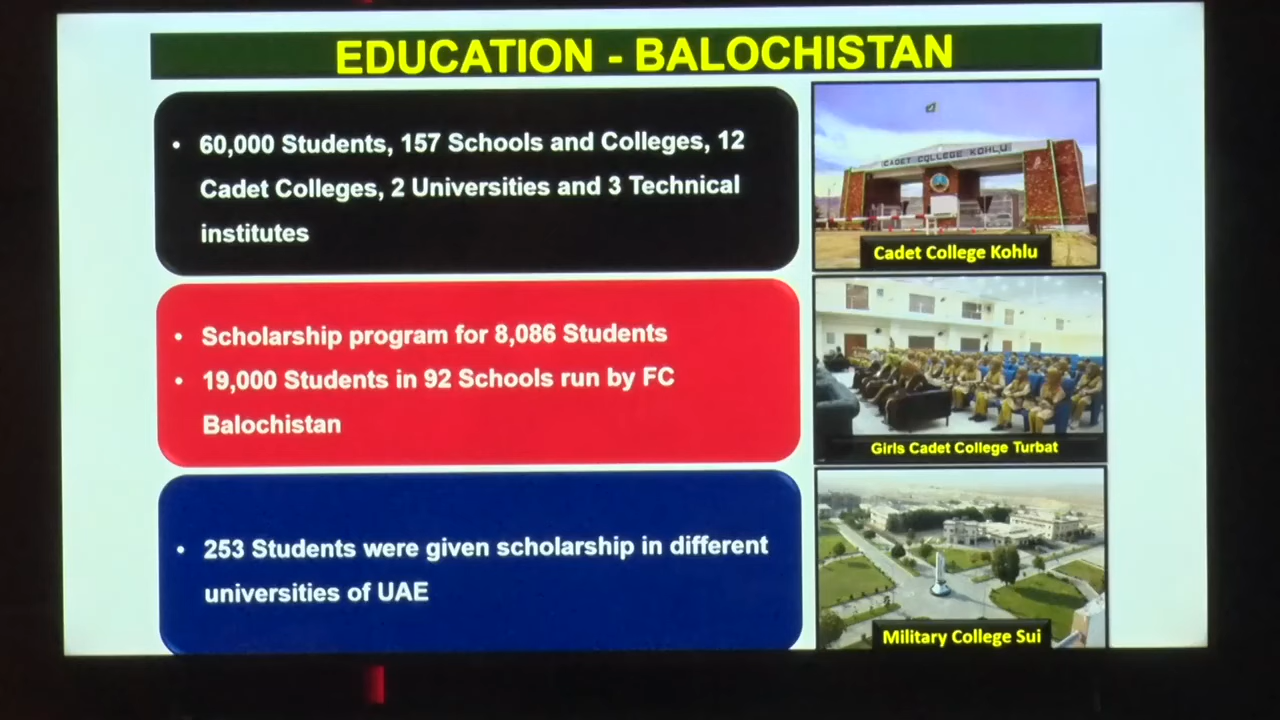 EDUCATION - BALOCHISTAN
• 60,000 Students, 157 Schools and Colleges, 12
Cadet Colleges, 2 Universities and 3 Technical
institutes
• Scholarship program for 8,086 Students
• 19,000 Students in 92 Schools run by FC
Balochistan
• 253 Students were given scholarship in different
universities of UAE
CADET COLLEGE KOHLU
Cadet College Kohlu
Girls Cadet College Turbat
Military College Sui